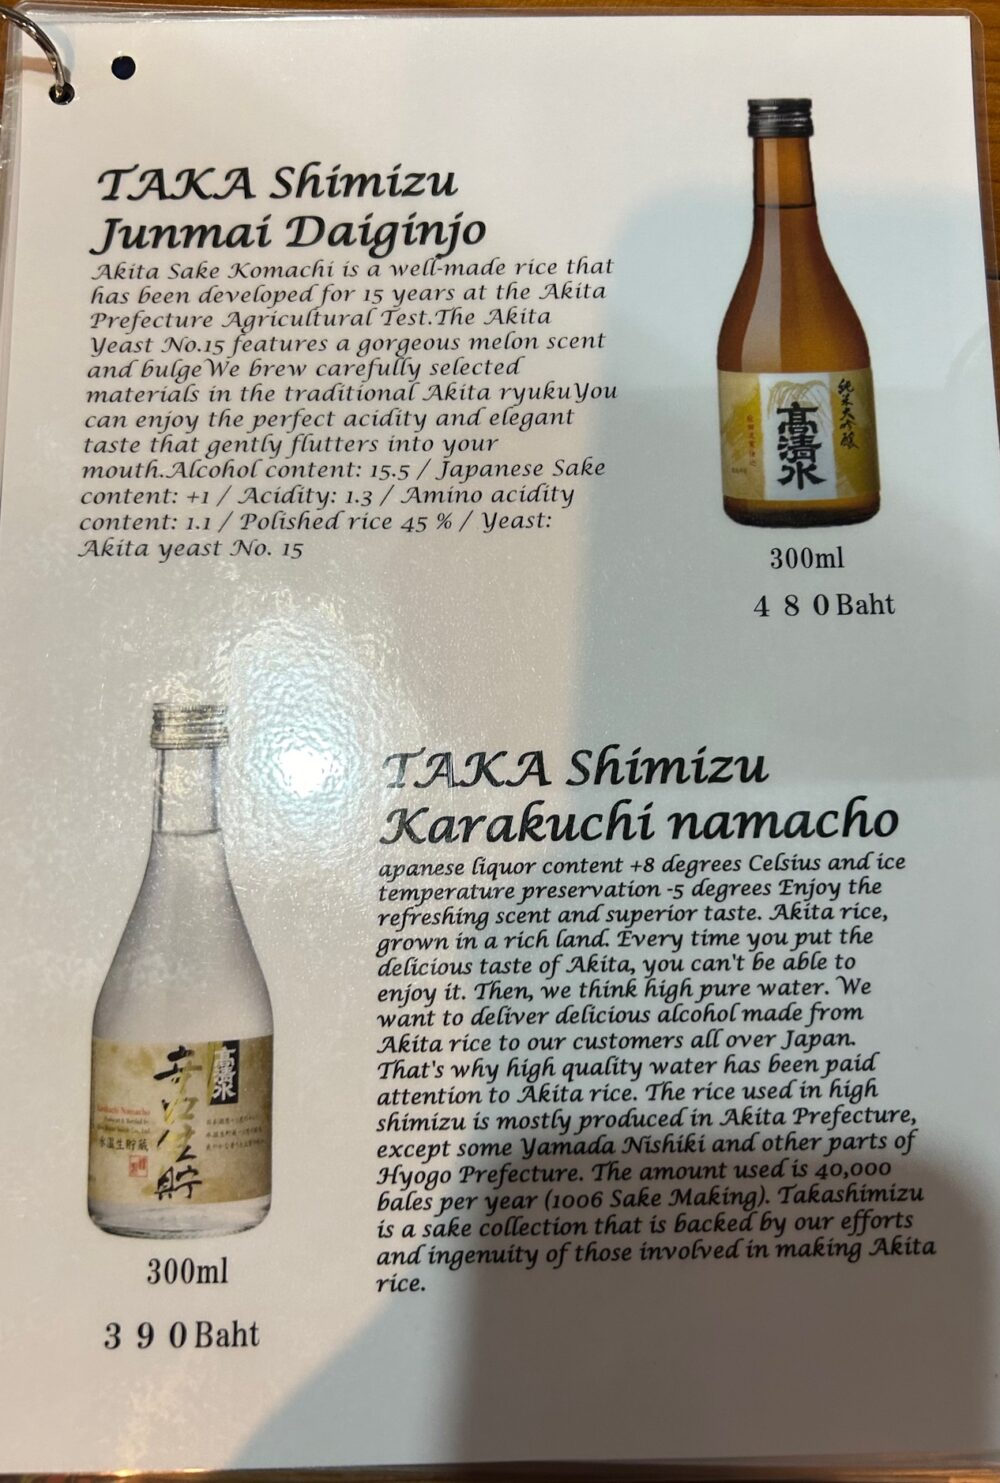 TAKA Shimizu
Junmai Daiginjo
Akita Sake Komachi is a well-made rice that
has been developed for 15 years at the Akita
Prefecture Agricultural Test.The Akita
Yeast No.15 features a gorgeous melon scent
and bulgeWe brew carefully selected
materials in the traditional Akita ryukuYou
can enjoy the perfect acidity and elegant
taste that gently flutters into your
mouth.Alcohol content: 15.5 / Japanese Sake
content: +1 / Acidity: 1.3 / Amino acidity
content: 1.1 / Polished rice 45 % / Yeast:
Akita yeast No. 15
純米大吟醸
高清水
300ml
４８０Baht
TAKA Shimizu
Karakuchi namacho
apanese liquor content +8 degrees Celsius and ice
temperature preservation -5 degrees Enjoy the
refreshing scent and superior taste. Akita rice,
grown in a rich land. Every time you put the
delicious taste of Akita, you can't be able to
enjoy it. Then, we think high pure water. We
want to deliver delicious alcohol made from
Akita rice to our customers all over Japan.
That's why high quality water has been paid
attention to Akita rice. The rice used in high
shimizu is mostly produced in Akita Prefecture,
except some Yamada Nishiki and other parts of
Hyogo Prefecture. The amount used is 40,000
bales per year (1006 Sake Making). Takashimizu
is a sake collection that is backed by our efforts
and ingenuity of those involved in making Akita
rice.
高清水
辛口生貯
Karakuchi Namacho
氷温生貯蔵
300ml
３９０Baht